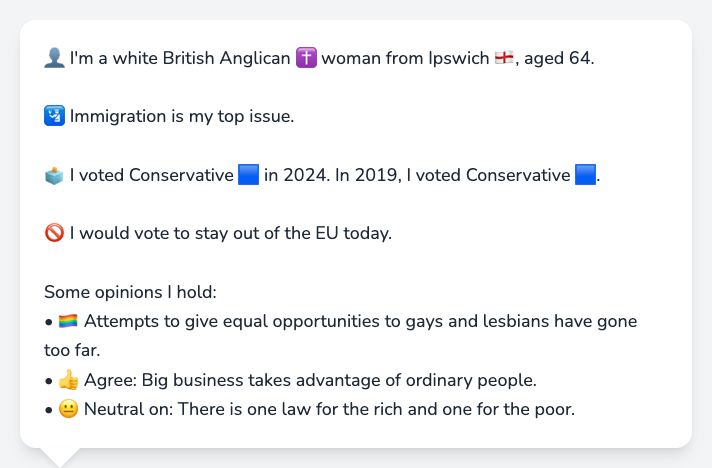 👤 I'm a white British Anglican ✝️ woman from Ipswich 🏴󠁧󠁢󠁥󠁮󠁧󠁿, aged 64.
🛂 Immigration is my top issue.
🗳️ I voted Conservative 🟦 in 2024. In 2019, I voted Conservative 🟦.
🚫 I would vote to stay out of the EU today.
Some opinions I hold:
• 🏳️‍🌈 Attempts to give equal opportunities to gays and lesbians have gone
too far.
• 👍 Agree: Big business takes advantage of ordinary people.
• 😐 Neutral on: There is one law for the rich and one for the poor.